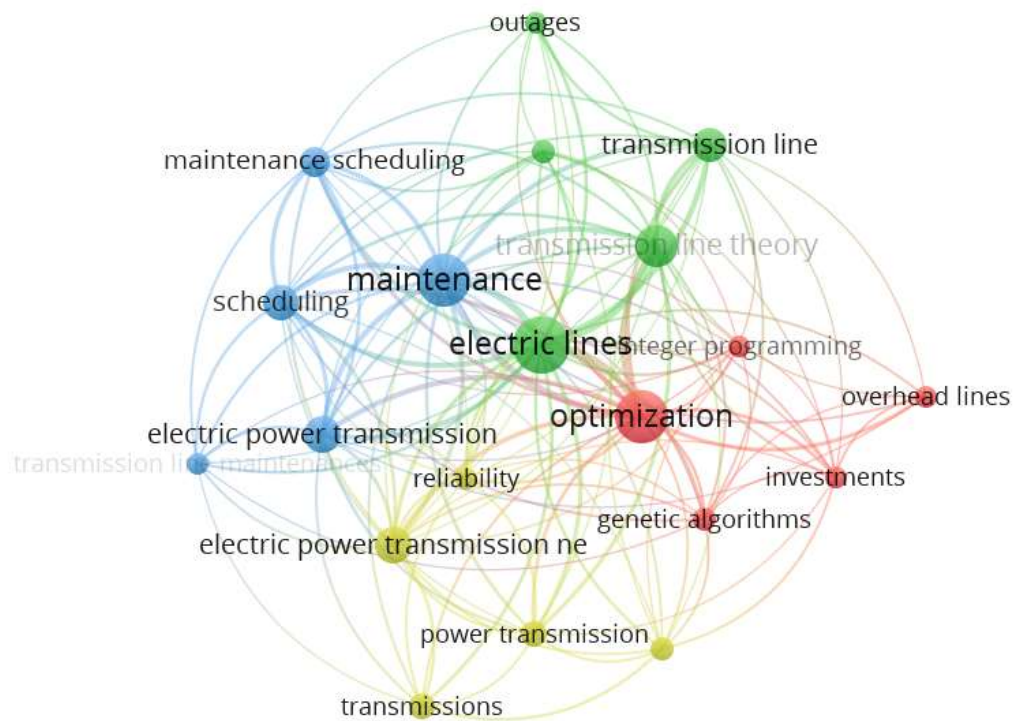 outages
transmission line
maintenance scheduling
transmission line theory
maintenance
scheduling
electric lines
integer programming
overhead lines
optimization
electric power transmission
transmission line maintenances
reliability
investments
genetic algorithms
electric power transmission ne
power transmission
transmissions